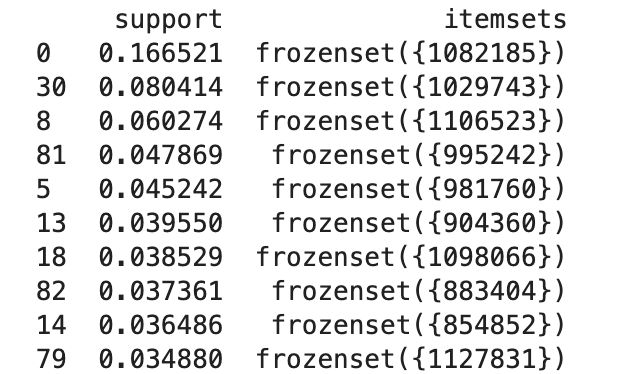 support itemsets
0 0.166521 frozenset({1082185})
30 0.080414 frozenset({1029743})
8 0.060274 frozenset({1106523})
81 0.047869 frozenset({995242})
5 0.045242 frozenset({981760})
13 0.039550 frozenset({904360})
18 0.038529 frozenset({1098066})
82 0.037361 frozenset({883404})
14 0.036486 frozenset({854852})
79 0.034880 frozenset({1127831})